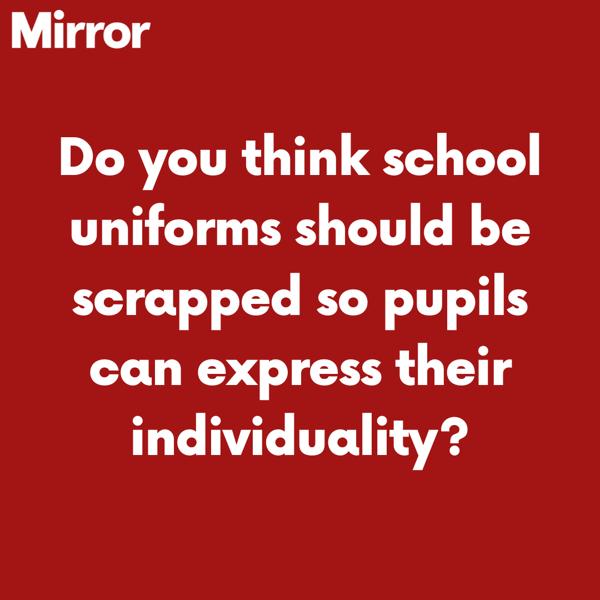 Mirror
Do you think school
uniforms should be
scrapped so pupils
can express their
individuality?